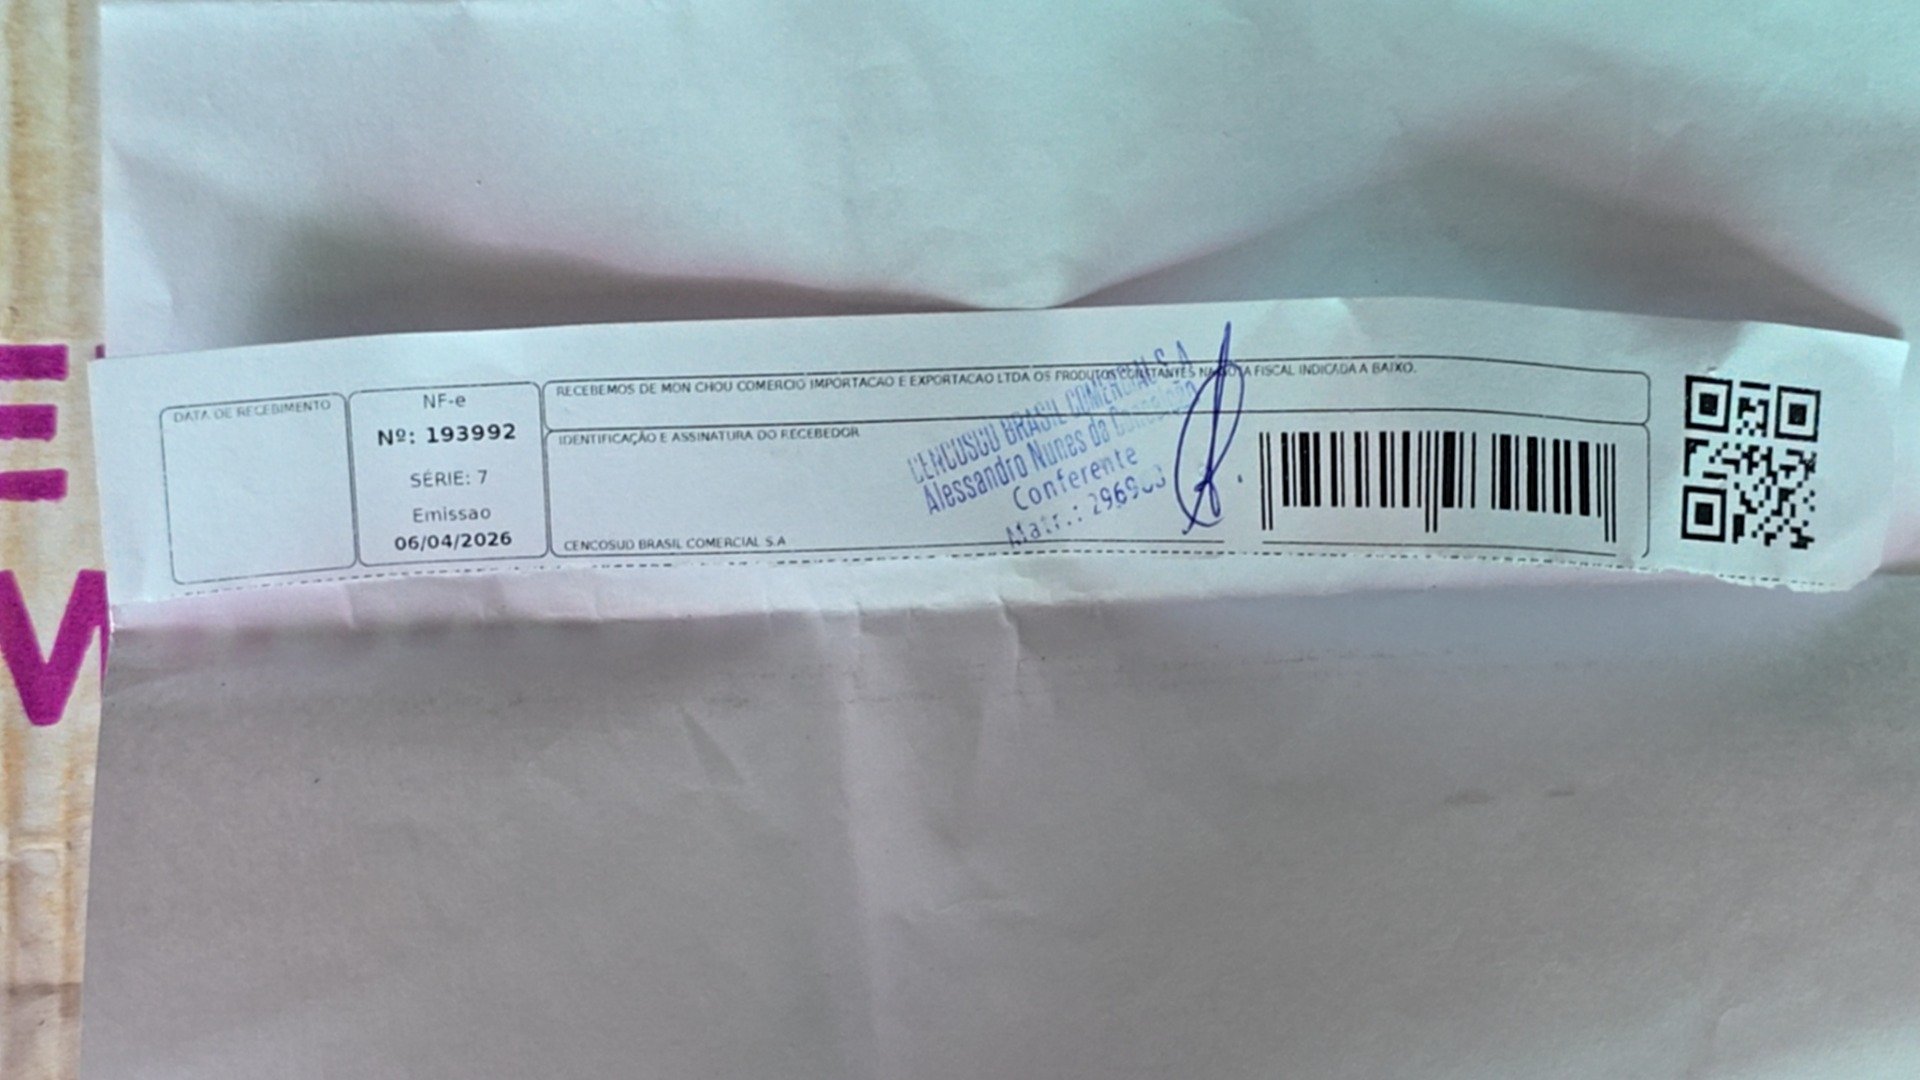 RECEBEMOS DE MON CHOU COMERCIO IMPORTACAO E EXPORTACAO LTDA OS PRODUTOS CONSTANTES NA NOTA FISCAL INDICADA A BAIXO.
DATA DE RECEBIMENTO
NF-e
Nº: 193992
SÉRIE: 7
Emissao
06/04/2026
IDENTIFICAÇÃO E ASSINATURA DO RECEBEDOR
CENCOSUD BRASIL COMERCIAL S.A
CENCOSUD BRASIL COMERCIAL S.A
Alessandro Nunes da Conceição
Conferente
Matr.: